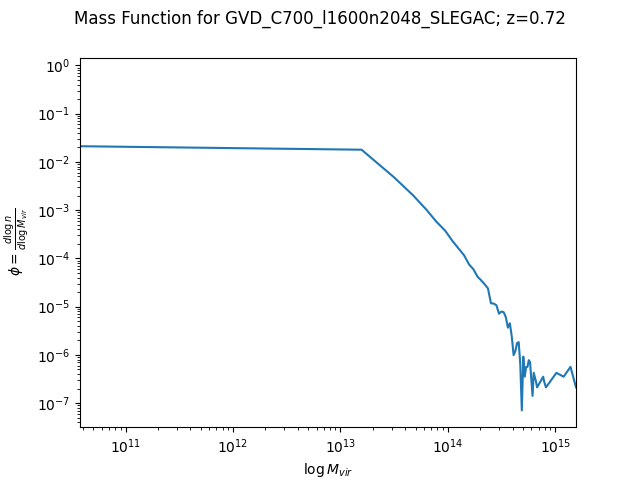 Mass Function for GVD_C700_l1600n2048_SLEGAC; z=0.72
10⁰
10⁻¹
10⁻²
10⁻³
10⁻⁴
10⁻⁵
10⁻⁶
10⁻⁷
ϕ = d log n / d log M_vir
10¹¹ 10¹² 10¹³ 10¹⁴ 10¹⁵
log M_vir